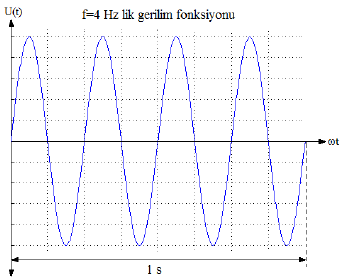 U(t)
f=4 Hz lik gerilim fonksiyonu
ωt
1 s